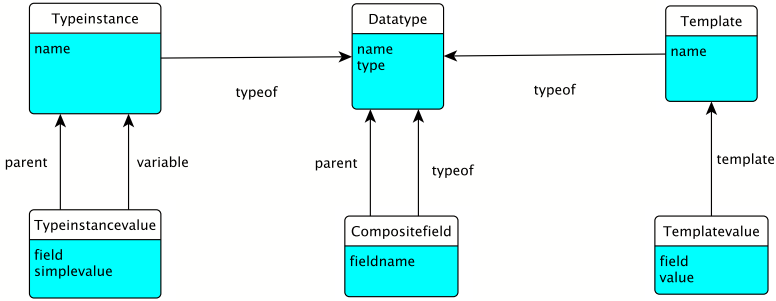 Typeinstance
name
Datatype
name
type
Template
name
typeof
typeof
parent
variable
parent
typeof
template
Typeinstancevalue
field
simplevalue
Compositefield
fieldname
Templatevalue
field
value